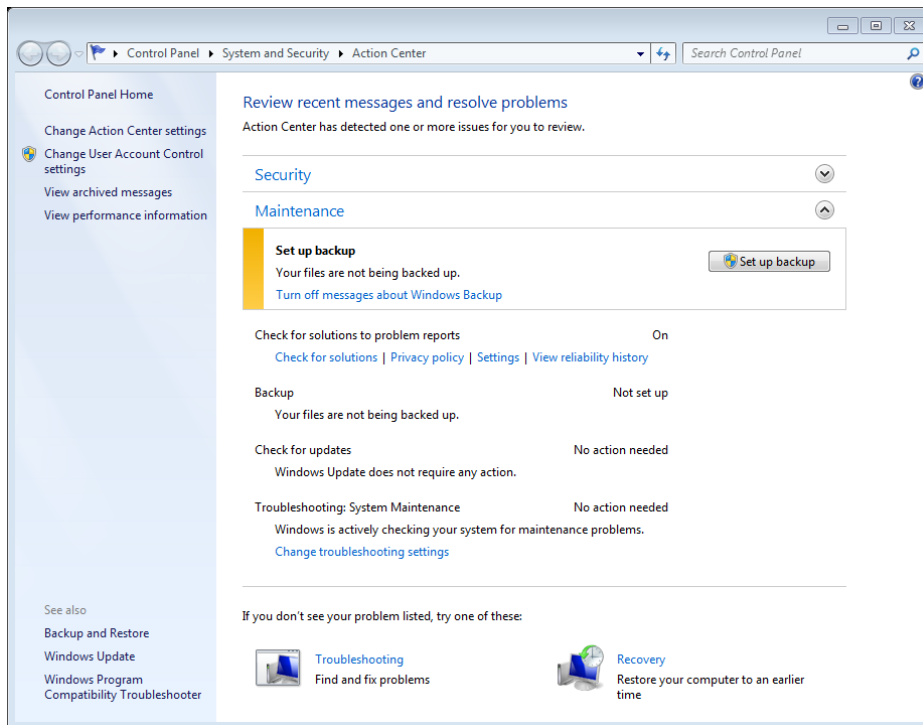 Control Panel ▸ System and Security ▸ Action Center
Search Control Panel
Control Panel Home
Change Action Center settings
Change User Account Control
settings
View archived messages
View performance information
Review recent messages and resolve problems
Action Center has detected one or more issues for you to review.
Security
Maintenance
Set up backup
Your files are not being backed up.
Turn off messages about Windows Backup
Set up backup
Check for solutions to problem reports On
Check for solutions | Privacy policy | Settings | View reliability history
Backup Not set up
Your files are not being backed up.
Check for updates No action needed
Windows Update does not require any action.
Troubleshooting: System Maintenance No action needed
Windows is actively checking your system for maintenance problems.
Change troubleshooting settings
If you don't see your problem listed, try one of these:
Troubleshooting
Find and fix problems
Recovery
Restore your computer to an earlier
time
See also
Backup and Restore
Windows Update
Windows Program
Compatibility Troubleshooter